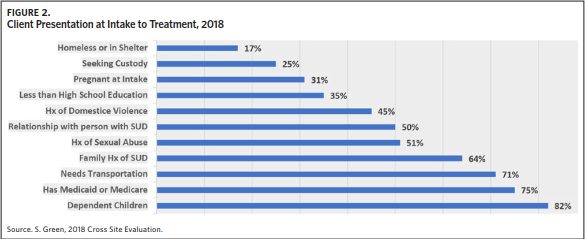 FIGURE 2.
Client Presentation at Intake to Treatment, 2018
Homeless or in Shelter 17%
Seeking Custody 25%
Pregnant at Intake 31%
Less than High School Education 35%
Hx of Domestice Violence 45%
Relationship with person with SUD 50%
Hx of Sexual Abuse 51%
Family Hx of SUD 64%
Needs Transportation 71%
Has Medicaid or Medicare 75%
Dependent Children 82%
Source. S. Green, 2018 Cross Site Evaluation.